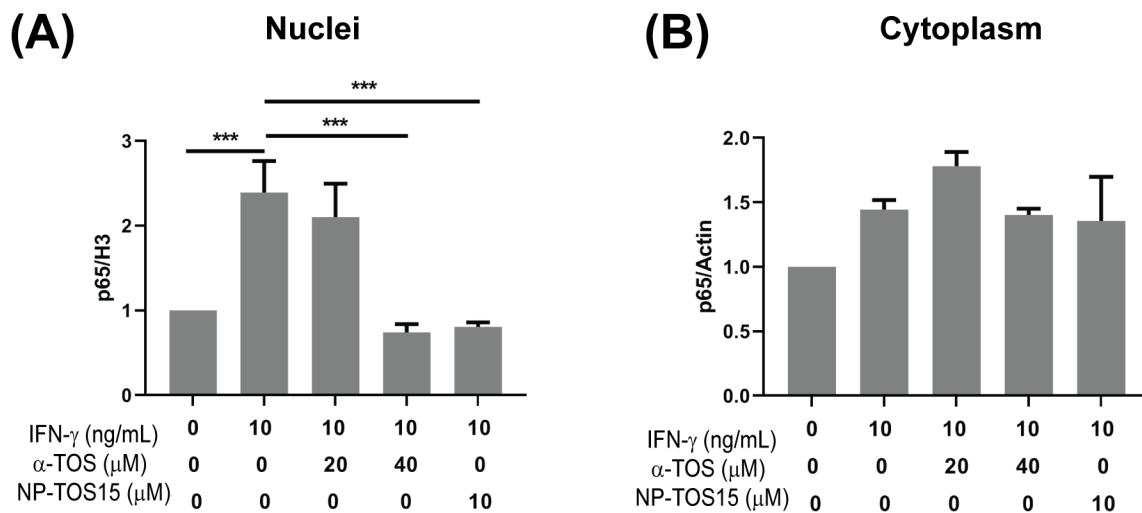 (A) Nuclei
***
***
***
p65/H3
3
2
1
0
IFN-γ (ng/mL) 0 10 10 10 10
α-TOS (μM) 0 0 20 40 0
NP-TOS15 (μM) 0 0 0 0 10
(B) Cytoplasm
p65/Actin
2.0
1.5
1.0
0.5
0.0
IFN-γ (ng/mL) 0 10 10 10 10
α-TOS (μM) 0 0 20 40 0
NP-TOS15 (μM) 0 0 0 0 10